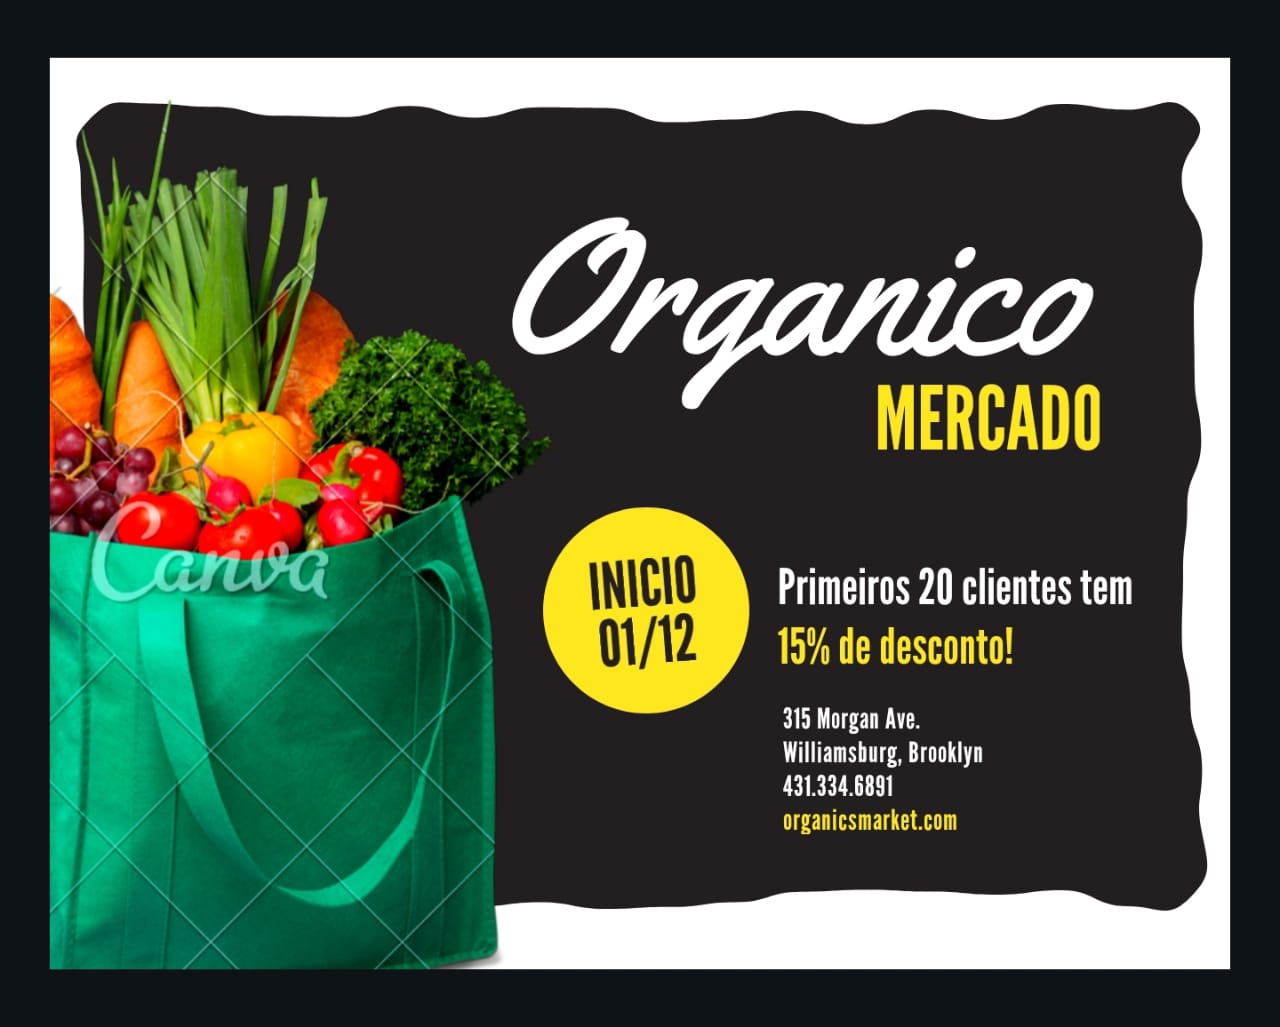 Organico
MERCADO
INICIO
01/12
Primeiros 20 clientes tem
15% de desconto!
315 Morgan Ave.
Williamsburg, Brooklyn
431.334.6891
organicsmarket.com
Canva